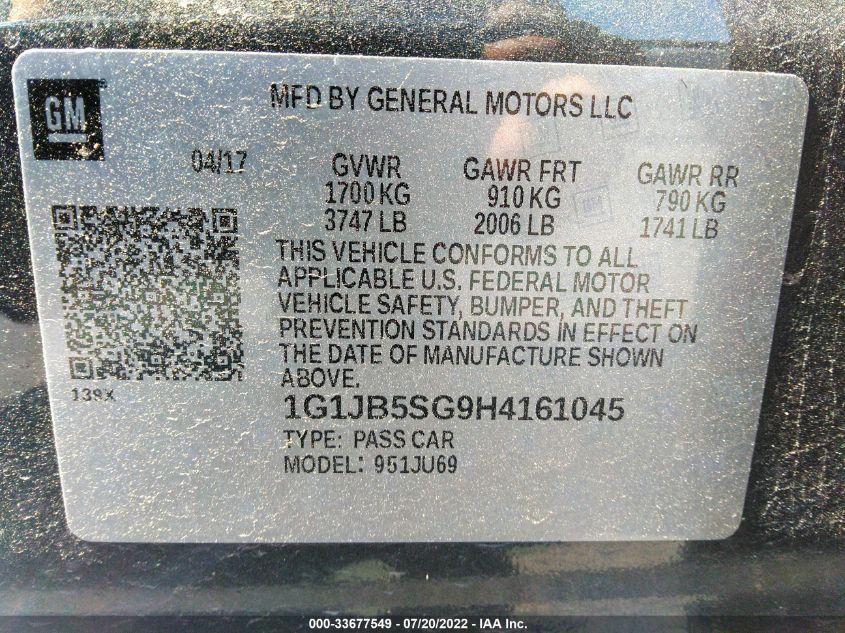 GM
MFD BY GENERAL MOTORS LLC
04/17 GVWR GAWR FRT GAWR RR
1700 KG 910 KG 790 KG
3747 LB 2006 LB 1741 LB
THIS VEHICLE CONFORMS TO ALL
APPLICABLE U.S. FEDERAL MOTOR
VEHICLE SAFETY, BUMPER, AND THEFT
PREVENTION STANDARDS IN EFFECT ON
THE DATE OF MANUFACTURE SHOWN
ABOVE.
139X
1G1JB5SG9H4161045
TYPE: PASS CAR
MODEL: 951JU69
000-33677549 / 07/20/2022 - IAA Inc.